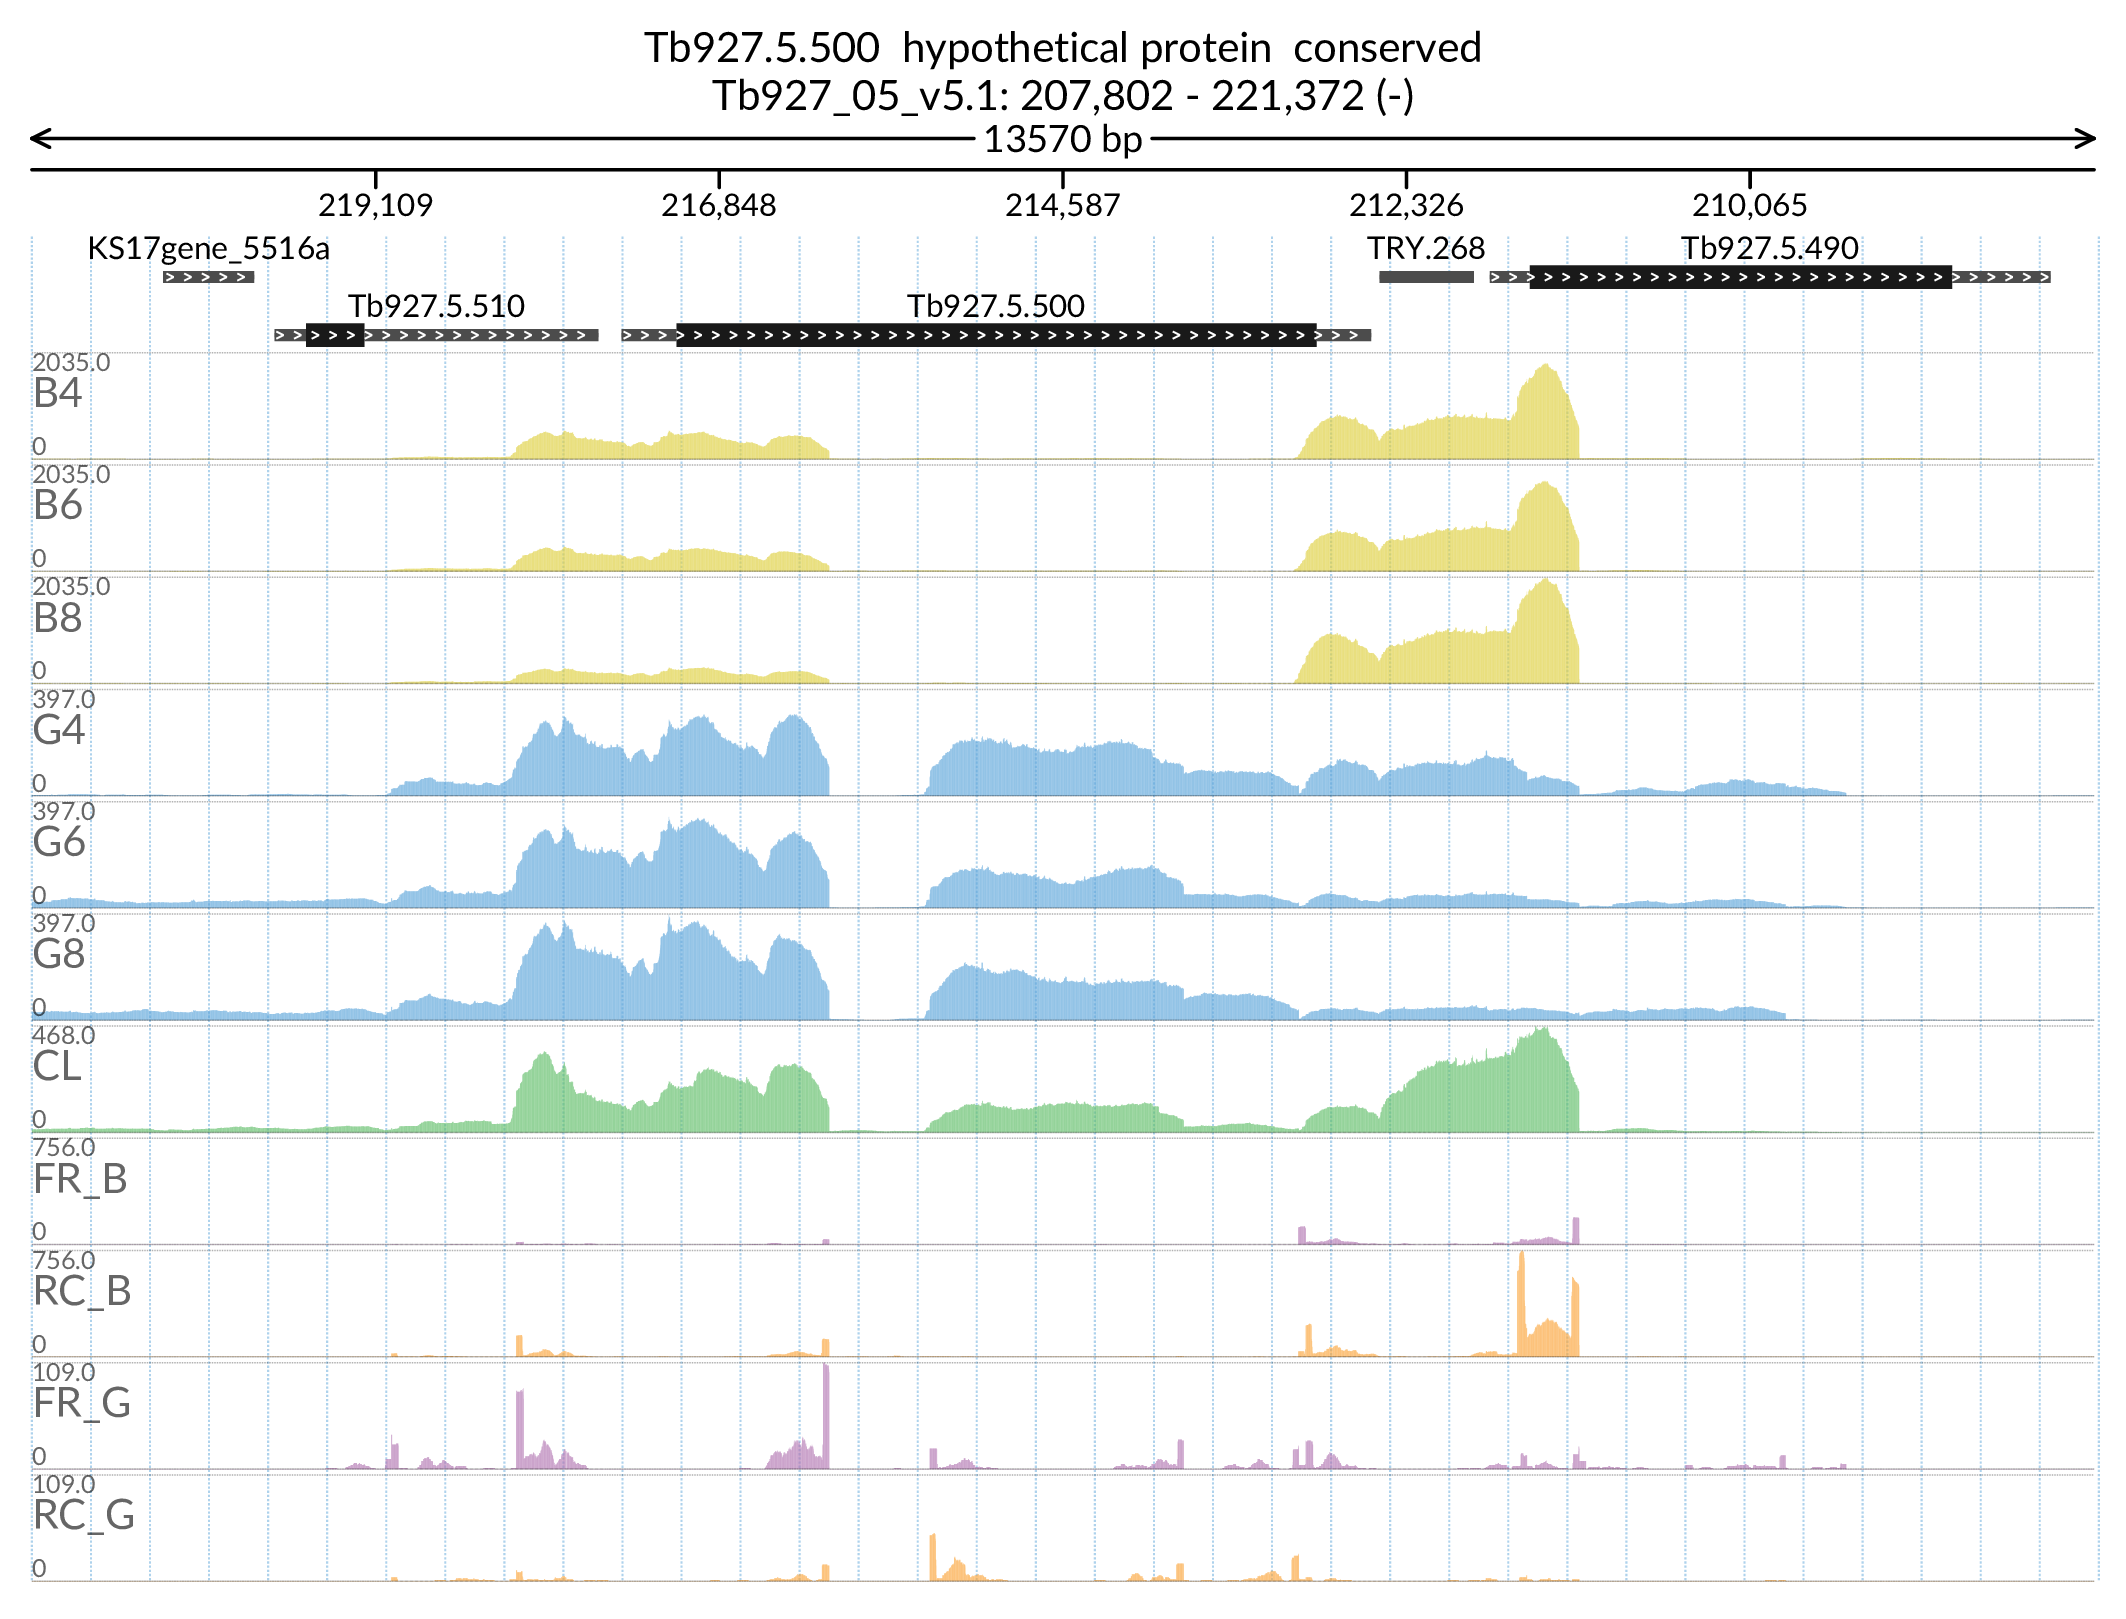 Tb927.5.500  hypothetical protein  conserved
Tb927_05_v5.1: 207,802 - 221,372 (-)
13570 bp
219,109 216,848 214,587 212,326 210,065
KS17gene_5516a TRY.268 Tb927.5.490
Tb927.5.510 Tb927.5.500
2035.0
B4
0
2035.0
B6
0
2035.0
B8
0
397.0
G4
0
397.0
G6
0
397.0
G8
0
468.0
CL
0
756.0
FR_B
0
756.0
RC_B
0
109.0
FR_G
0
109.0
RC_G
0